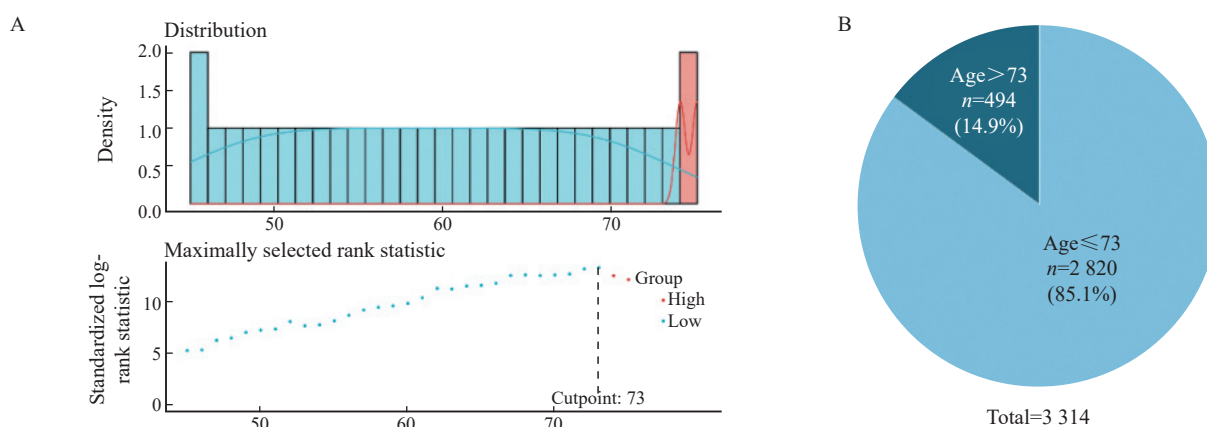 A
Distribution
Density
2.0
1.5
1.0
0.5
0.0
50
60
70
Maximally selected rank statistic
Standardized log-
rank statistic
10
5
0
Group
High
Low
Cutpoint: 73
50
60
70
B
Age>73
n=494
(14.9%)
Age≤73
n=2 820
(85.1%)
Total=3 314